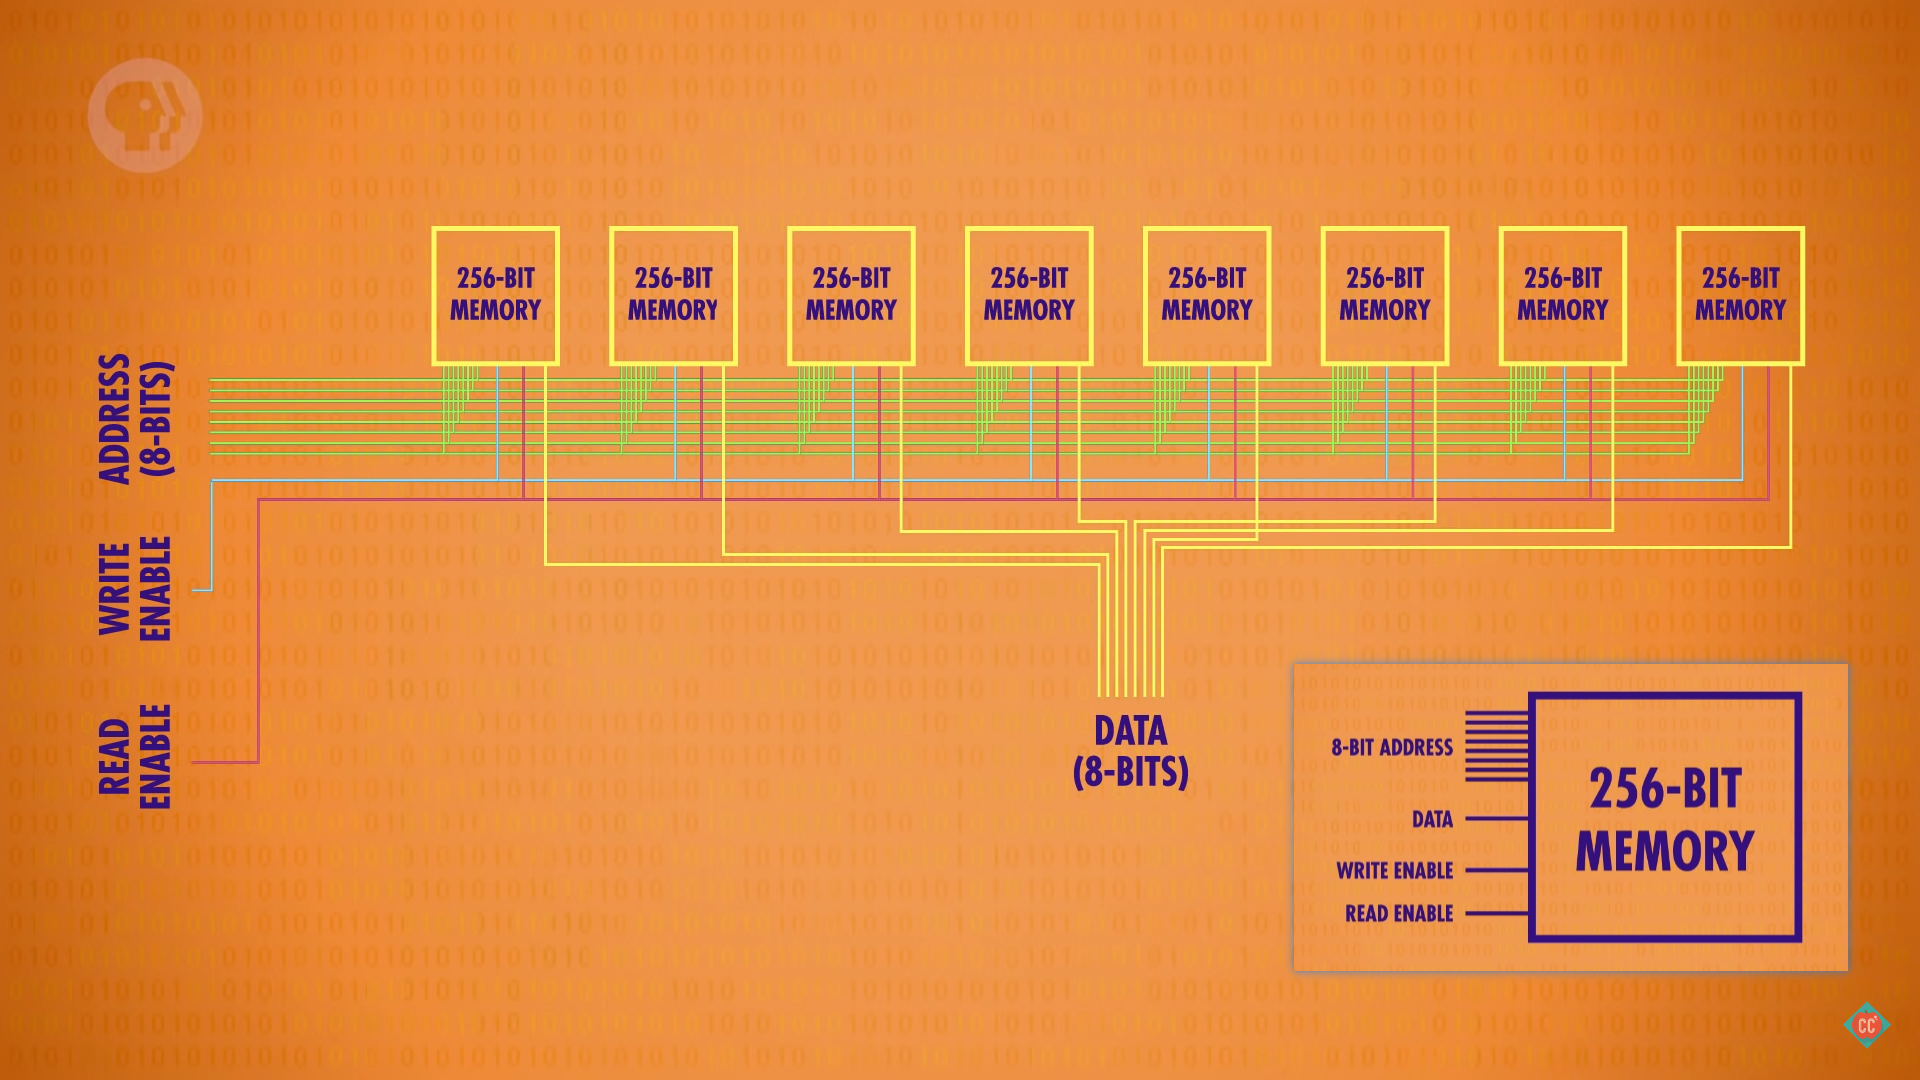 256-BIT
MEMORY
256-BIT
MEMORY
256-BIT
MEMORY
256-BIT
MEMORY
256-BIT
MEMORY
256-BIT
MEMORY
256-BIT
MEMORY
256-BIT
MEMORY
ADDRESS
(8-BITS)
WRITE
ENABLE
READ
ENABLE
DATA
(8-BITS)
8-BIT ADDRESS
DATA
WRITE ENABLE
READ ENABLE
256-BIT
MEMORY
CC